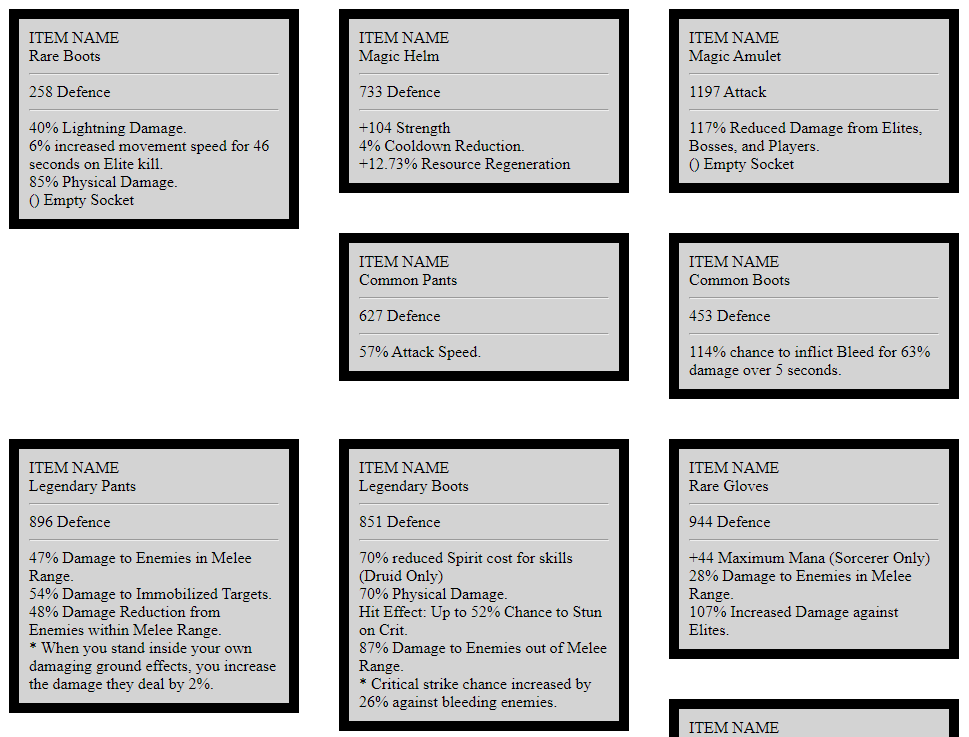 ITEM NAME
Rare Boots
258 Defence
40% Lightning Damage.
6% increased movement speed for 46
seconds on Elite kill.
85% Physical Damage.
() Empty Socket
ITEM NAME
Magic Helm
733 Defence
+104 Strength
4% Cooldown Reduction.
+12.73% Resource Regeneration
ITEM NAME
Magic Amulet
1197 Attack
117% Reduced Damage from Elites,
Bosses, and Players.
() Empty Socket
ITEM NAME
Common Pants
627 Defence
57% Attack Speed.
ITEM NAME
Common Boots
453 Defence
114% chance to inflict Bleed for 63%
damage over 5 seconds.
ITEM NAME
Legendary Pants
896 Defence
47% Damage to Enemies in Melee
Range.
54% Damage to Immobilized Targets.
48% Damage Reduction from
Enemies within Melee Range.
* When you stand inside your own
damaging ground effects, you increase
the damage they deal by 2%.
ITEM NAME
Legendary Boots
851 Defence
70% reduced Spirit cost for skills
(Druid Only)
70% Physical Damage.
Hit Effect: Up to 52% Chance to Stun
on Crit.
87% Damage to Enemies out of Melee
Range.
* Critical strike chance increased by
26% against bleeding enemies.
ITEM NAME
Rare Gloves
944 Defence
+44 Maximum Mana (Sorcerer Only)
28% Damage to Enemies in Melee
Range.
107% Increased Damage against
Elites.
ITEM NAME